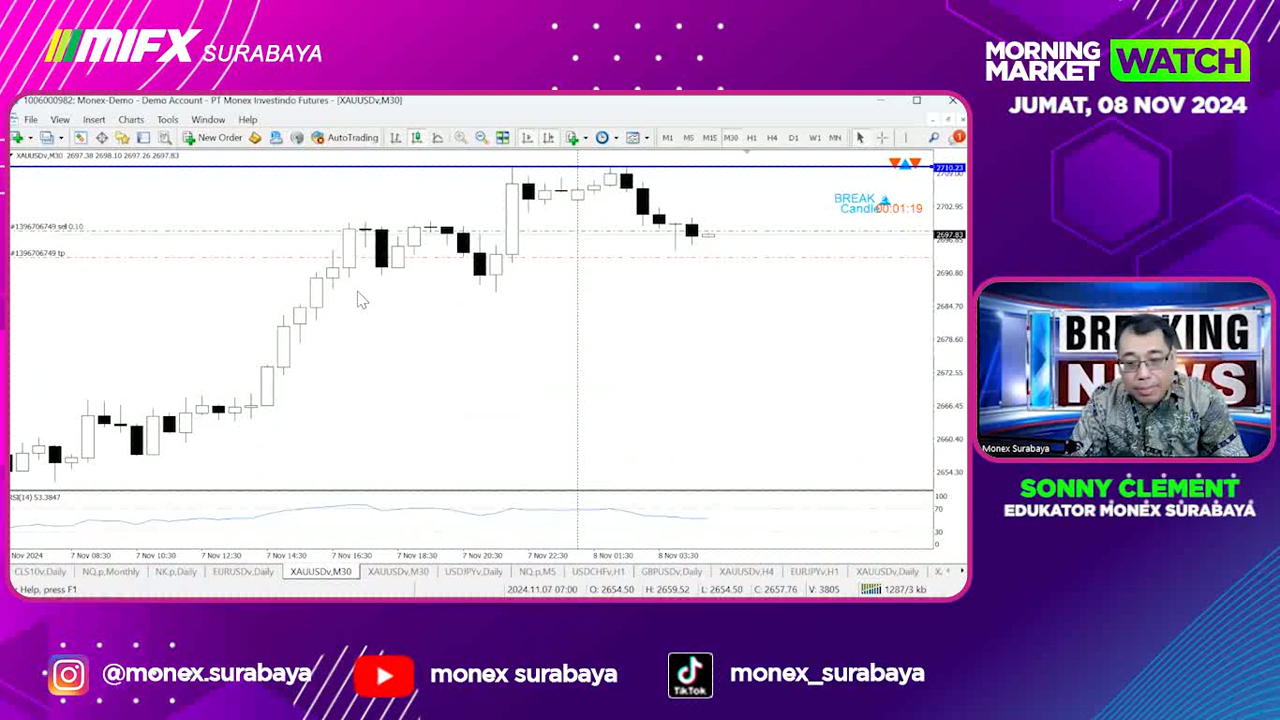 MIFX SURABAYA
MORNING MARKET WATCH
JUMAT, 08 NOV 2024
1006000982: Monex-Demo - Demo Account - PT Monex Investindo Futures - [XAUUSDv,M30]
File View Insert Charts Tools Window Help
New Order AutoTrading M1 M5 M15 M30 H1 H4 D1 W1 MN
XAUUSDv,M30 2697.38 2698.10 2697.26 2697.83
2710.23
2709.00
BREAK
Candle 00:01:19
2702.95
#1396706749 sell 0.10
2697.83
2696.85
#1396706749 tp
2690.80
2684.70
2678.60
2672.55
2666.45
2660.40
2654.30
RSI(14) 53.3847
100
70
30
0
Nov 2024 7 Nov 08:30 7 Nov 10:30 7 Nov 12:30 7 Nov 14:30 7 Nov 16:30 7 Nov 18:30 7 Nov 20:30 7 Nov 22:30 8 Nov 01:30 8 Nov 03:30
CLS10v,Daily NQ.p,Monthly NK.p,Daily EURUSDv,Daily XAUUSDv,M30 XAUUSDv,M30 USDJPYv,Daily NQ.p,M5 USDCHFv,H1 GBPUSDv,Daily XAUUSDv,H4 EURJPYv,H1 XAUUSDv,Daily
Help, press F1 2024.11.07 07:00 O: 2654.50 H: 2659.52 L: 2654.50 C: 2657.76 V: 3805 1287/3 kb
BREAKING
NEWS
Monex Surabaya
SONNY CLEMENT
EDUKATOR MONEX SURABAYA
@monex.surabaya
monex surabaya
TikTok
monex_surabaya